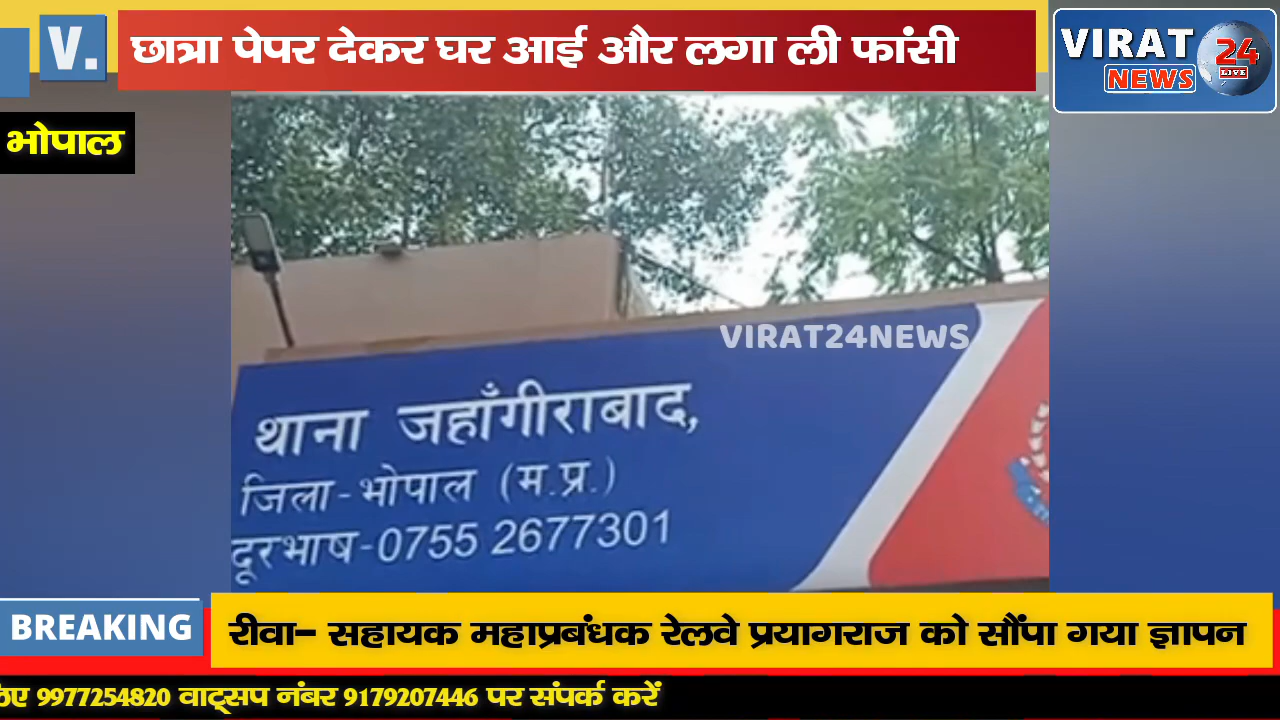 V.
छात्रा पेपर देकर घर आई और लगा ली फांसी
VIRAT
24
NEWS
LIVE
भोपाल
VIRAT24NEWS
थाना जहाँगीराबाद,
जिला-भोपाल (म.प्र.)
दूरभाष-0755 2677301
BREAKING
रीवा- सहायक महाप्रबंधक रेलवे प्रयागराज को सौंपा गया ज्ञापन
9977254820 वाट्सप नंबर 9179207446 पर संपर्क करें